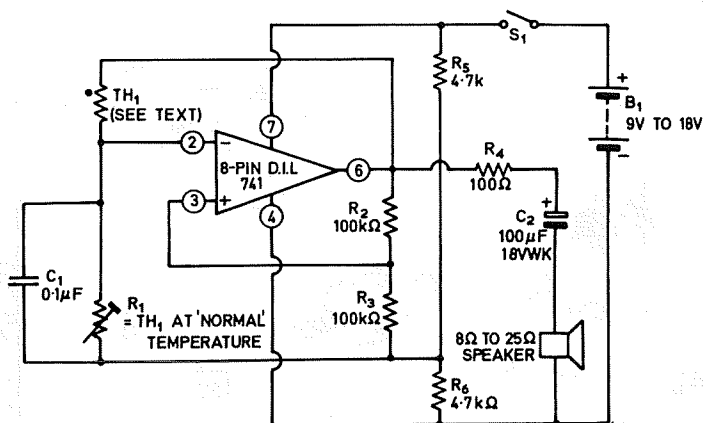 S₁
R₅
4.7k
+
B₁
9V TO 18V
−
TH₁
(SEE TEXT)
7
2
−
8-PIN D.I.L
741
6
3
+
4
R₄
100Ω
+
C₂
100µF
18VWK
R₂
100kΩ
C₁
0·1µF
R₁
= TH₁ AT 'NORMAL'
TEMPERATURE
R₃
100kΩ
8Ω TO 25Ω
SPEAKER
R₆
4.7kΩ